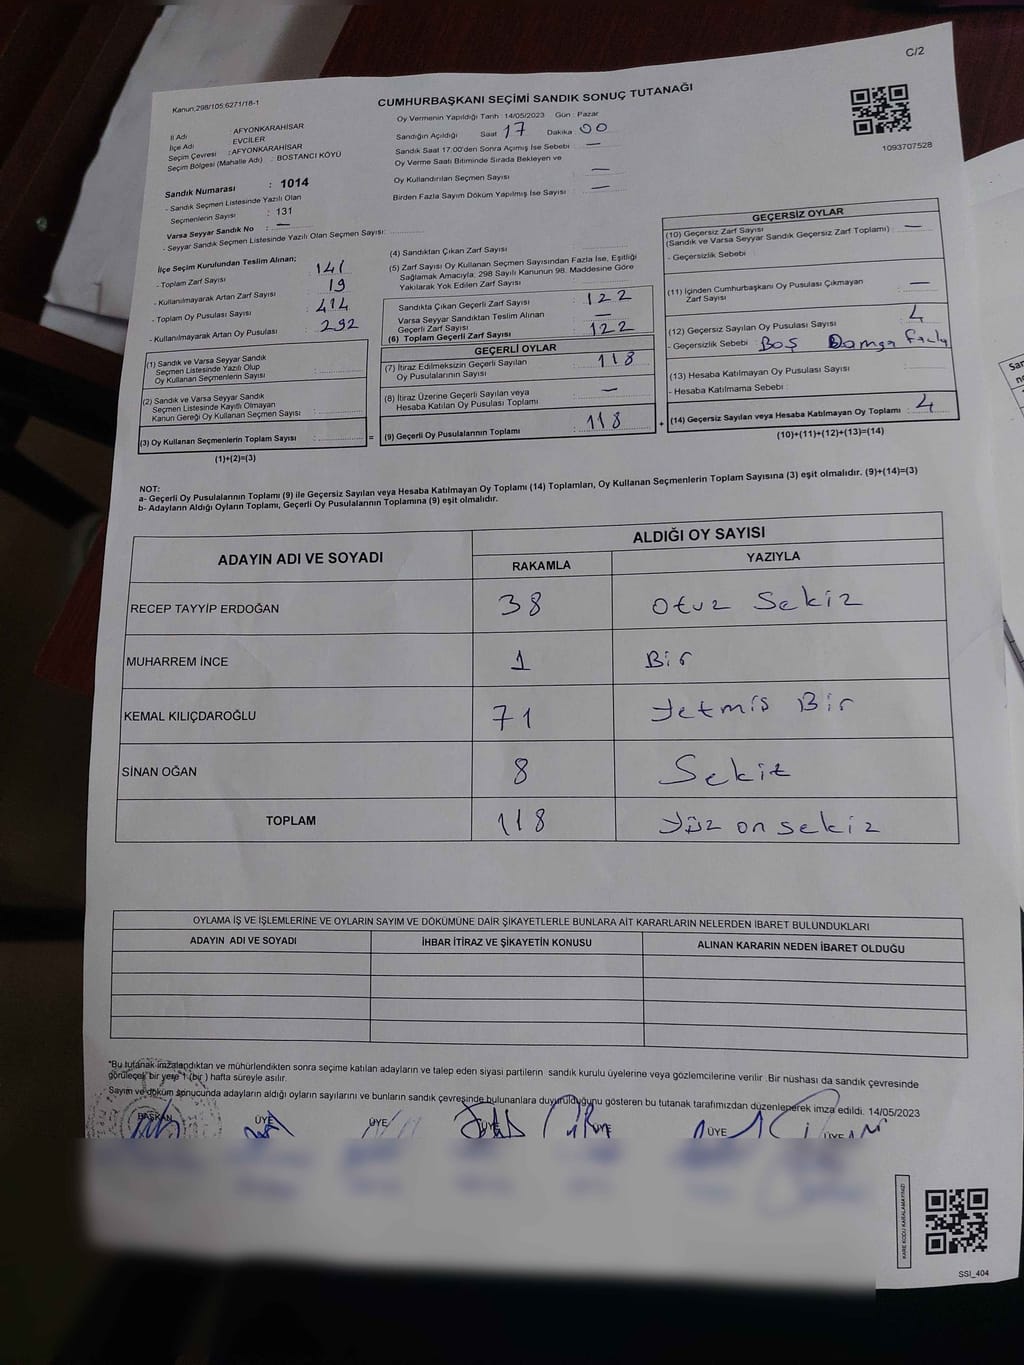 C/2
Kanun,298/105;6271/18-1
CUMHURBAŞKANI SEÇİMİ SANDIK SONUÇ TUTANAĞI
1093707528
İl Adı : AFYONKARAHİSAR
İlçe Adı : EVCİLER
Seçim Çevresi : AFYONKARAHİSAR
Seçim Bölgesi (Mahalle Adı) : BOSTANCI KÖYÜ
Sandık Numarası : 1014
- Sandık Seçmen Listesinde Yazılı Olan
Seçmenlerin Sayısı : 131
Varsa Seyyar Sandık No : —
- Seyyar Sandık Seçmen Listesinde Yazılı Olan Seçmen Sayısı:
Oy Vermenin Yapıldığı Tarih 14/05/2023 Gün : Pazar
Sandığın Açıldığı Saat 17 Dakika 00
Sandık Saat 17:00'den Sonra Açımış İse Sebebi —
Oy Verme Saati Bitiminde Sırada Bekleyen ve
Oy Kullandırılan Seçmen Sayısı —
Birden Fazla Sayım Döküm Yapılmış İse Sayısı —
İlçe Seçim Kurulundan Teslim Alınan;
- Toplam Zarf Sayısı : 141
- Kullanılmayarak Artan Zarf Sayısı : 19
- Toplam Oy Pusulası Sayısı : 414
- Kullanılmayarak Artan Oy Pusulası : 292
(1) Sandık ve Varsa Seyyar Sandık
Seçmen Listesinde Yazılı Olup
Oy Kullanan Seçmenlerin Sayısı :
(2) Sandık ve Varsa Seyyar Sandık
Seçmen Listesinde Kayıtlı Olmayan
Kanun Gereği Oy Kullanan Seçmen Sayısı :
(3) Oy Kullanan Seçmenlerin Toplam Sayısı :
(1)+(2)=(3)
(4) Sandıktan Çıkan Zarf Sayısı
(5) Zarf Sayısı Oy Kullanan Seçmen Sayısından Fazla İse, Eşitliği
Sağlamak Amacıyla; 298 Sayılı Kanunun 98. Maddesine Göre
Yakılarak Yok Edilen Zarf Sayısı :
Sandıkta Çıkan Geçerli Zarf Sayısı : 122
Varsa Seyyar Sandıktan Teslim Alınan
Geçerli Zarf Sayısı : —
(6) Toplam Geçerli Zarf Sayısı : 122
GEÇERLİ OYLAR
(7) İtiraz Edilmeksizin Geçerli Sayılan
Oy Pusulalarının Sayısı : 118
(8) İtiraz Üzerine Geçerli Sayılan veya
Hesaba Katılan Oy Pusulası Toplamı : —
= (9) Geçerli Oy Pusulalarının Toplamı : 118
GEÇERSİZ OYLAR
(10) Geçersiz Zarf Sayısı
(Sandık ve Varsa Seyyar Sandık Geçersiz Zarf Toplamı) : —
- Geçersizlik Sebebi
(11) İçinden Cumhurbaşkanı Oy Pusulası Çıkmayan
Zarf Sayısı —
(12) Geçersiz Sayılan Oy Pusulası Sayısı : 4
- Geçersizlik Sebebi Boş Damga Fazla
(13) Hesaba Katılmayan Oy Pusulası Sayısı :
- Hesaba Katılmama Sebebi :
+ (14) Geçersiz Sayılan veya Hesaba Katılmayan Oy Toplamı : 4
(10)+(11)+(12)+(13)=(14)
NOT:
a- Geçerli Oy Pusulalarının Toplamı (9) ile Geçersiz Sayılan veya Hesaba Katılmayan Oy Toplamı (14) Toplamları, Oy Kullanan Seçmenlerin Toplam Sayısına (3) eşit olmalıdır. (9)+(14)=(3)
b- Adayların Aldığı Oyların Toplamı, Geçerli Oy Pusulalarının Toplamına (9) eşit olmalıdır.
ADAYIN ADI VE SOYADI ALDIĞI OY SAYISI
RAKAMLA YAZIYLA
RECEP TAYYİP ERDOĞAN 38 Otuz Sekiz
MUHARREM İNCE 1 Bir
KEMAL KILIÇDAROĞLU 71 Yetmis Bir
SİNAN OĞAN 8 Sekiz
TOPLAM 118 Yüz on sekiz
OYLAMA İŞ VE İŞLEMLERİNE VE OYLARIN SAYIM VE DÖKÜMÜNE DAİR ŞİKAYETLERLE BUNLARA AİT KARARLARIN NELERDEN İBARET BULUNDUKLARI
ADAYIN ADI VE SOYADI İHBAR İTİRAZ VE ŞİKAYETİN KONUSU ALINAN KARARIN NEDEN İBARET OLDUĞU
*Bu tutanak imzalandıktan ve mühürlendikten sonra seçime katılan adayların ve talep eden siyasi partilerin sandık kurulu üyelerine veya gözlemcilerine verilir. Bir nüshası da sandık çevresinde
görülecek bir yere 1 (bir) hafta süreyle asılır.
Sayım ve döküm sonucunda adayların aldığı oyların sayılarını ve bunların sandık çevresinde bulunanlara duyurulduğunu gösteren bu tutanak tarafımızdan düzenlenerek imza edildi. 14/05/2023
BAŞKAN ÜYE ÜYE ÜYE ÜYE ÜYE ÜYE
KARE KODU KARALAMAYINIZ!
SSI_404